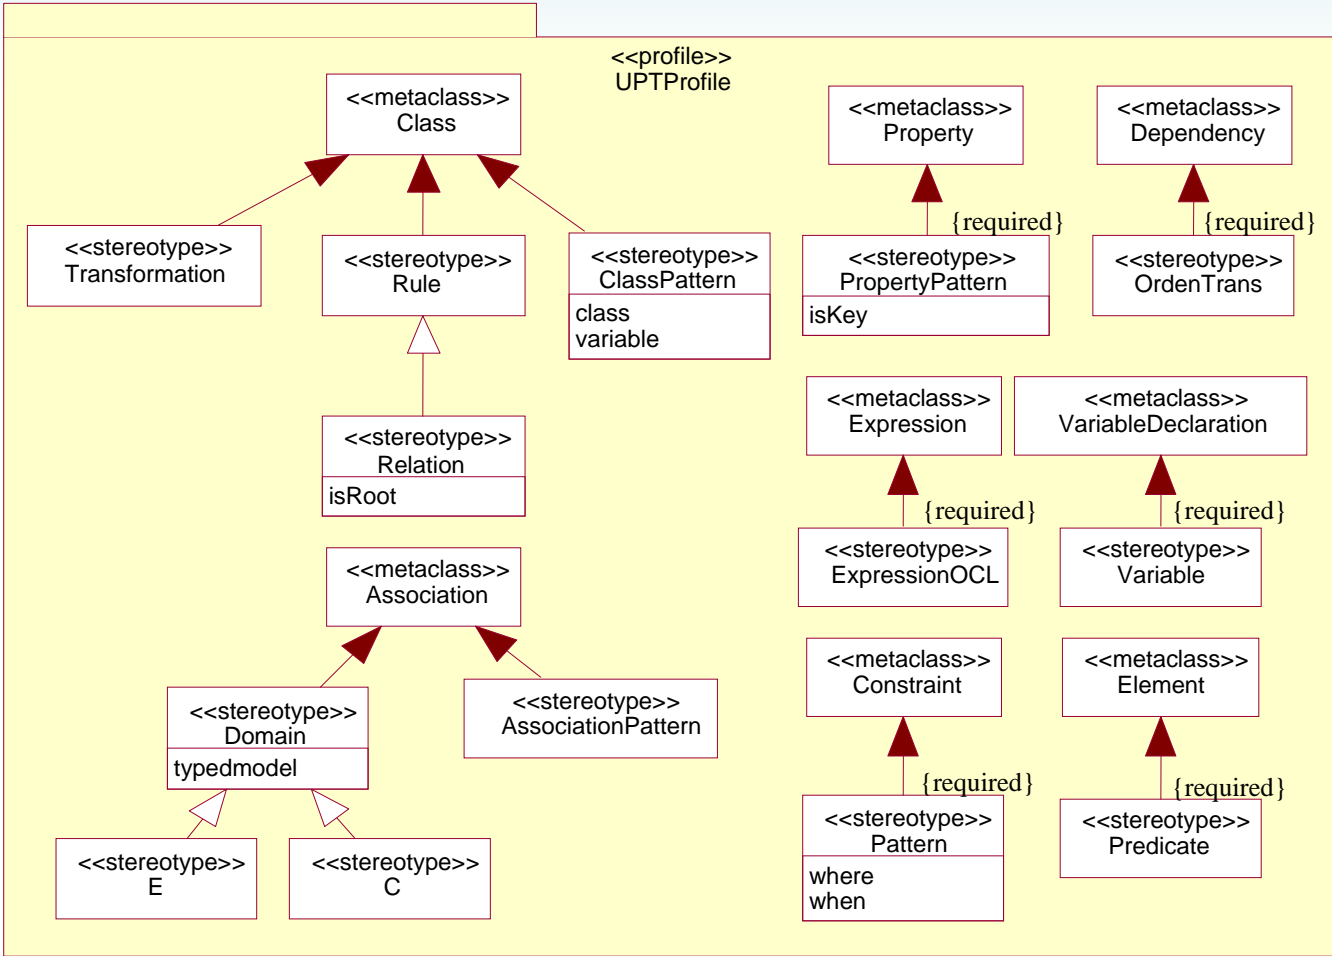 <<profile>>
UPTProfile
<<metaclass>>
Class
<<stereotype>>
Transformation
<<stereotype>>
Rule
<<stereotype>>
ClassPattern
class
variable
<<stereotype>>
Relation
isRoot
<<metaclass>>
Association
<<stereotype>>
Domain
typedmodel
<<stereotype>>
AssociationPattern
<<stereotype>>
E
<<stereotype>>
C
<<metaclass>>
Property
{required}
<<stereotype>>
PropertyPattern
isKey
<<metaclass>>
Dependency
{required}
<<stereotype>>
OrdenTrans
<<metaclass>>
Expression
{required}
<<stereotype>>
ExpressionOCL
<<metaclass>>
VariableDeclaration
{required}
<<stereotype>>
Variable
<<metaclass>>
Constraint
{required}
<<stereotype>>
Pattern
where
when
<<metaclass>>
Element
{required}
<<stereotype>>
Predicate